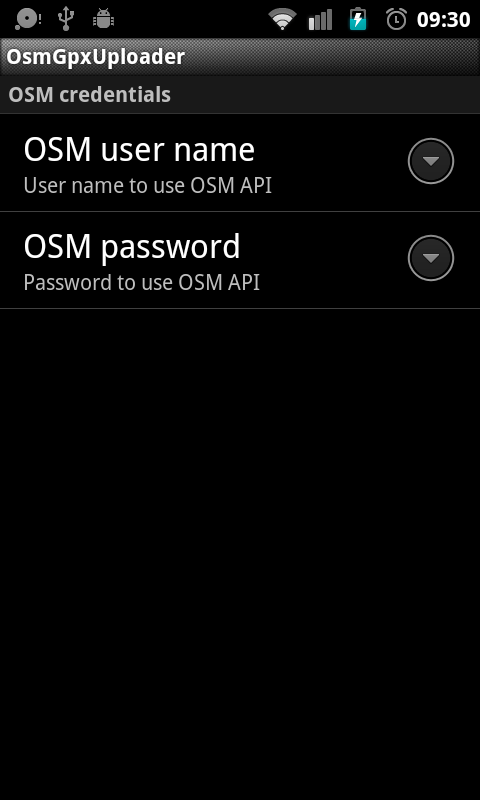 09:30
OsmGpxUploader
OSM credentials
OSM user name
User name to use OSM API
OSM password
Password to use OSM API